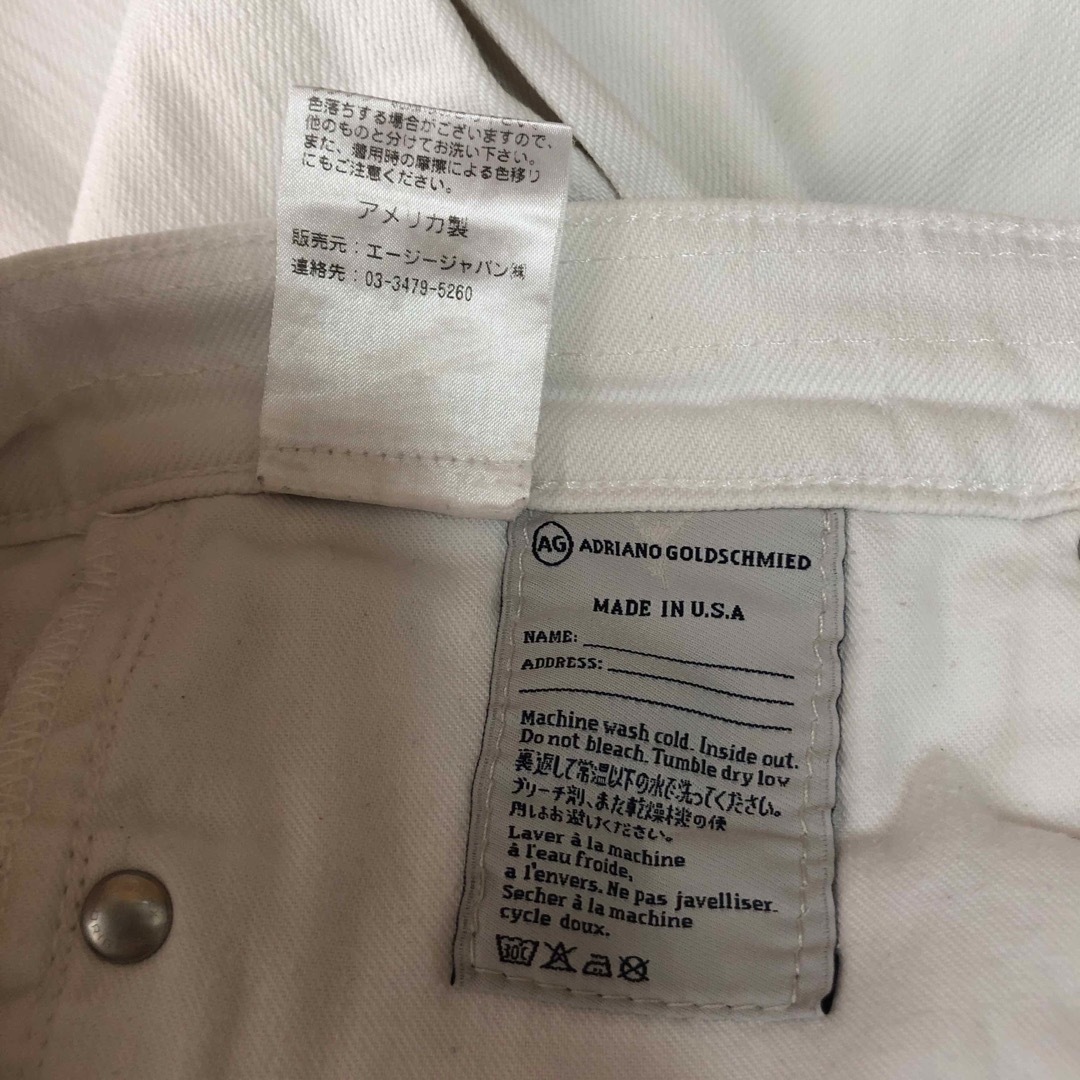 色落ちする場合がございますので、
他のものと分けてお洗い下さい。
また、着用時の摩擦による色移り
にもご注意ください。
アメリカ製
販売元:エージージャパン㈱
連絡先:03-3479-5260
AG ADRIANO GOLDSCHMIED
MADE IN U.S.A
NAME:
ADDRESS:
Machine wash cold. Inside out.
Do not bleach. Tumble dry low
裏返して常温以下の水で洗ってください。
ブリーチ剤、また乾燥機の使
用はお避けください。
Laver à la machine
à l'eau froide,
a l'envers. Ne pas javelliser.
Secher à la machine
cycle doux.
30C